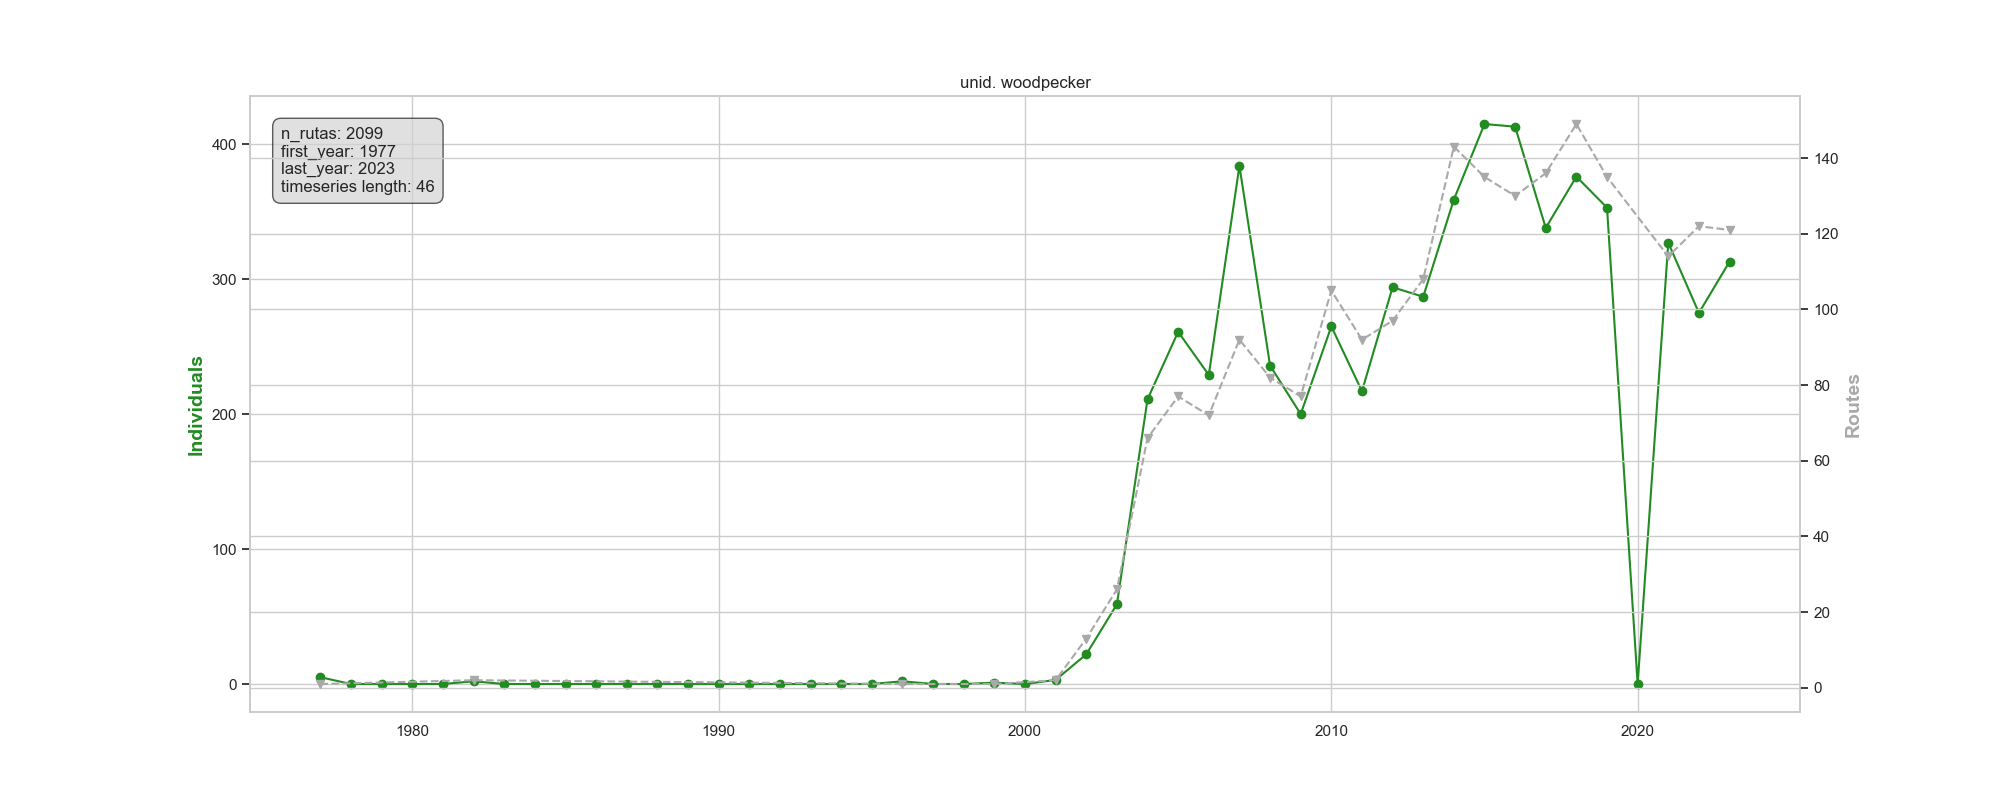 unid. woodpecker
n_rutas: 2099
first_year: 1977
last_year: 2023
timeseries length: 46
Individuals
400
300
200
100
0
140
120
100
80
60
40
20
0
Routes
1980
1990
2000
2010
2020